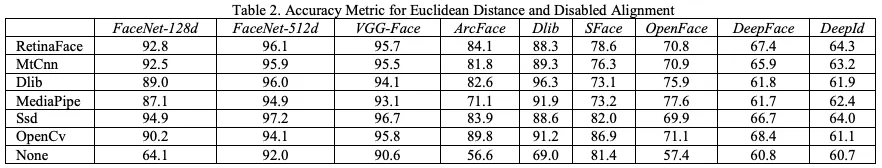 Table 2. Accuracy Metric for Euclidean Distance and Disabled Alignment
FaceNet-128d FaceNet-512d VGG-Face ArcFace Dlib SFace OpenFace DeepFace DeepId
RetinaFace 92.8 96.1 95.7 84.1 88.3 78.6 70.8 67.4 64.3
MtCnn 92.5 95.9 95.5 81.8 89.3 76.3 70.9 65.9 63.2
Dlib 89.0 96.0 94.1 82.6 96.3 73.1 75.9 61.8 61.9
MediaPipe 87.1 94.9 93.1 71.1 91.9 73.2 77.6 61.7 62.4
Ssd 94.9 97.2 96.7 83.9 88.6 82.0 69.9 66.7 64.0
OpenCv 90.2 94.1 95.8 89.8 91.2 86.9 71.1 68.4 61.1
None 64.1 92.0 90.6 56.6 69.0 81.4 57.4 60.8 60.7